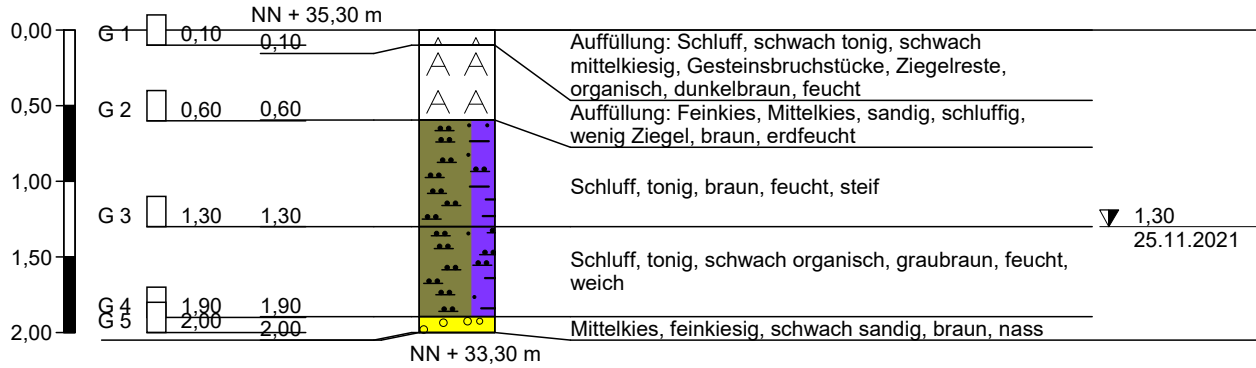 NN + 35,30 m
0,00
G 1 0,10 0,10
Auffüllung: Schluff, schwach tonig, schwach
mittelkiesig, Gesteinsbruchstücke, Ziegelreste,
organisch, dunkelbraun, feucht
0,50
G 2 0,60 0,60
Auffüllung: Feinkies, Mittelkies, sandig, schluffig,
wenig Ziegel, braun, erdfeucht
1,00
Schluff, tonig, braun, feucht, steif
G 3 1,30 1,30
1,30
25.11.2021
1,50
Schluff, tonig, schwach organisch, graubraun, feucht,
weich
G 4 1,90 1,90
G 5 2,00 2,00
2,00
Mittelkies, feinkiesig, schwach sandig, braun, nass
NN + 33,30 m